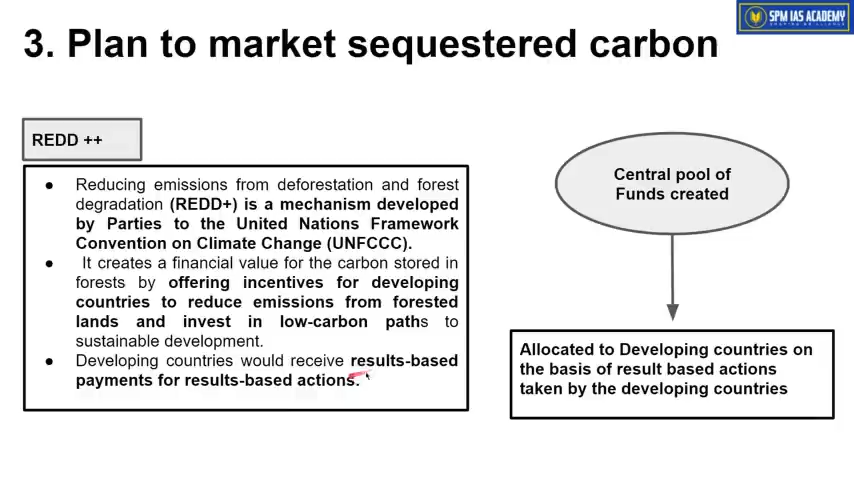 SPM IAS ACADEMY
3. Plan to market sequestered carbon
REDD ++
● Reducing emissions from deforestation and forest
degradation (REDD+) is a mechanism developed
by Parties to the United Nations Framework
Convention on Climate Change (UNFCCC).
● It creates a financial value for the carbon stored in
forests by offering incentives for developing
countries to reduce emissions from forested
lands and invest in low-carbon paths to
sustainable development.
● Developing countries would receive results-based
payments for results-based actions.
Central pool of
Funds created
Allocated to Developing countries on
the basis of result based actions
taken by the developing countries